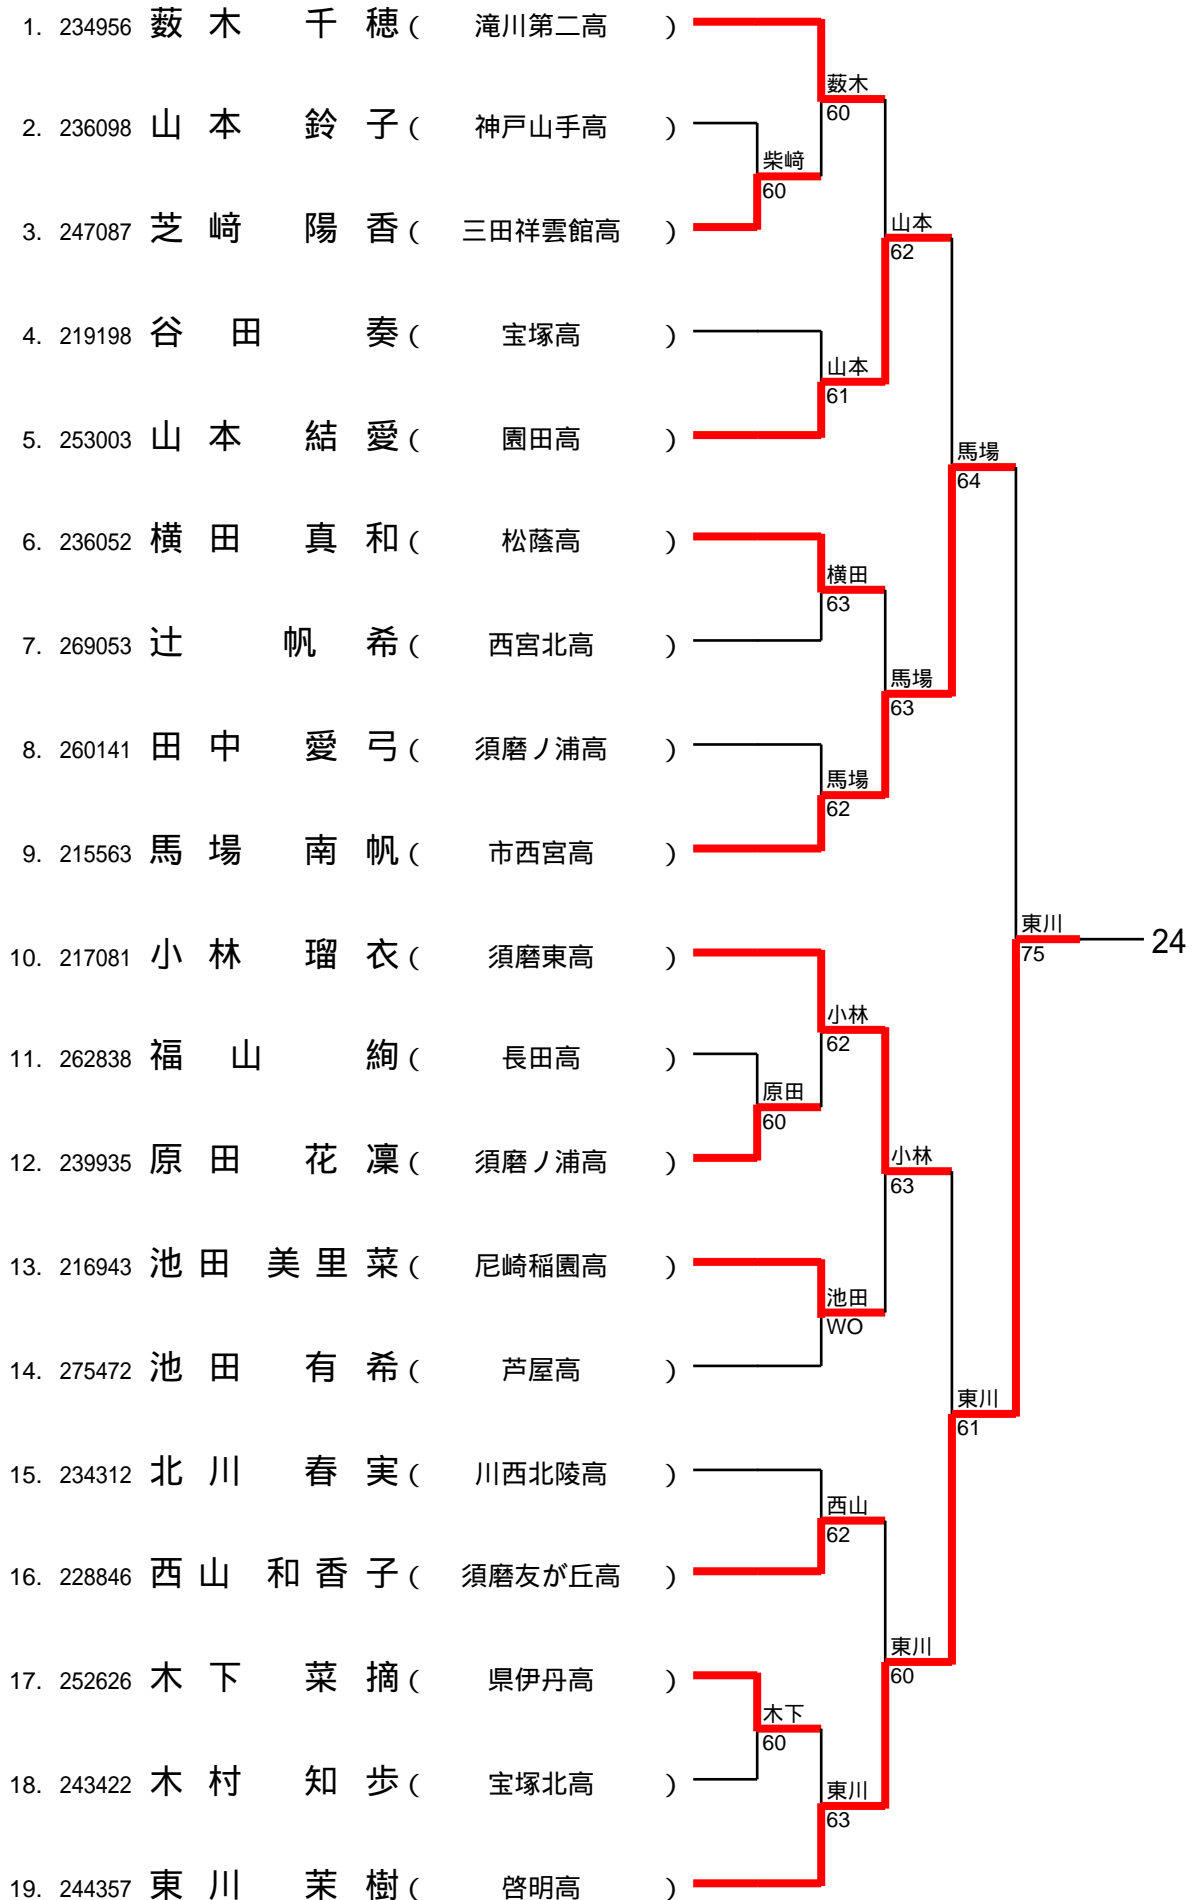 1. 234956 薮木 千穂 ( 滝川第二高 )
薮木
60
2. 236098 山本 鈴子 ( 神戸山手高 )
柴﨑
60
3. 247087 芝﨑 陽香 ( 三田祥雲館高 )
山本
62
4. 219198 谷田 奏 ( 宝塚高 )
山本
61
5. 253003 山本 結愛 ( 園田高 )
馬場
64
6. 236052 横田 真和 ( 松蔭高 )
横田
63
7. 269053 辻 帆希 ( 西宮北高 )
馬場
63
8. 260141 田中 愛弓 ( 須磨ノ浦高 )
馬場
62
9. 215563 馬場 南帆 ( 市西宮高 )
東川
75
24
10. 217081 小林 瑠衣 ( 須磨東高 )
小林
62
11. 262838 福山 絢 ( 長田高 )
原田
60
12. 239935 原田 花凜 ( 須磨ノ浦高 )
小林
63
13. 216943 池田 美里菜 ( 尼崎稲園高 )
池田
WO
14. 275472 池田 有希 ( 芦屋高 )
東川
61
15. 234312 北川 春実 ( 川西北陵高 )
西山
62
16. 228846 西山 和香子 ( 須磨友が丘高 )
東川
60
17. 252626 木下 菜摘 ( 県伊丹高 )
木下
60
18. 243422 木村 知歩 ( 宝塚北高 )
東川
63
19. 244357 東川 茉樹 ( 啓明高 )